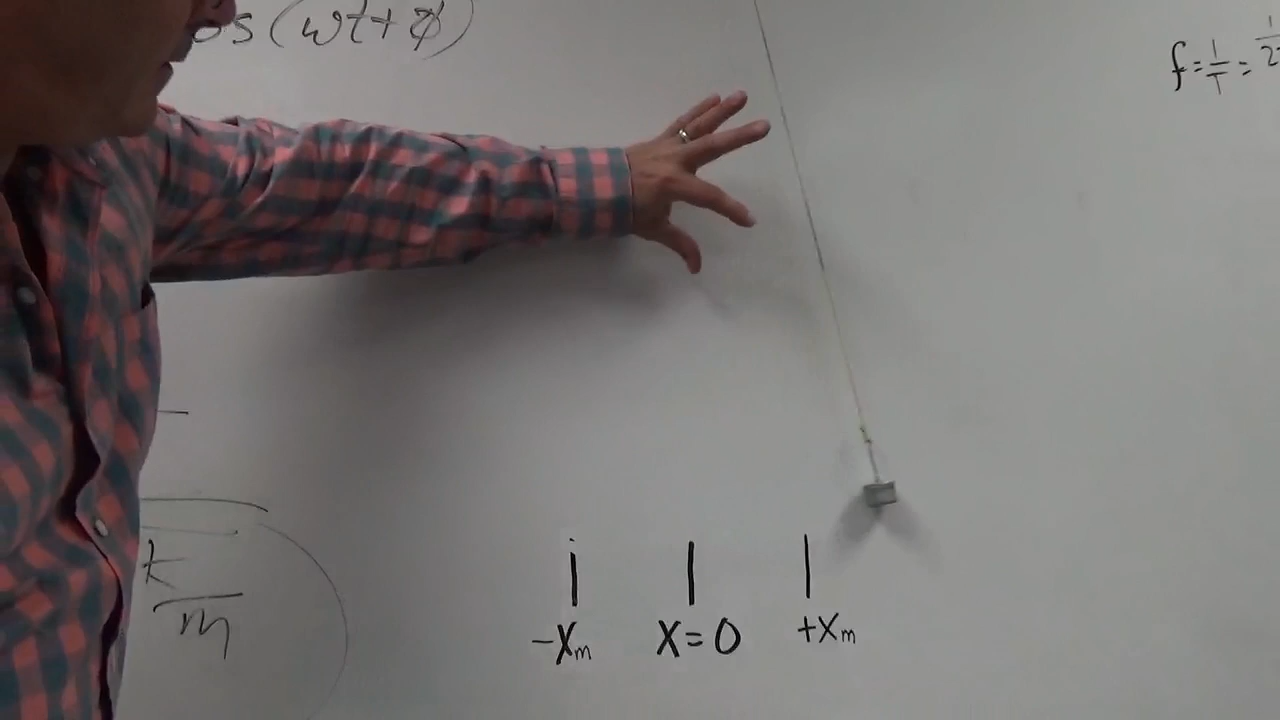 os(ωt+φ)
f=1/T=1/2
k/m
-Xm X=0 +Xm